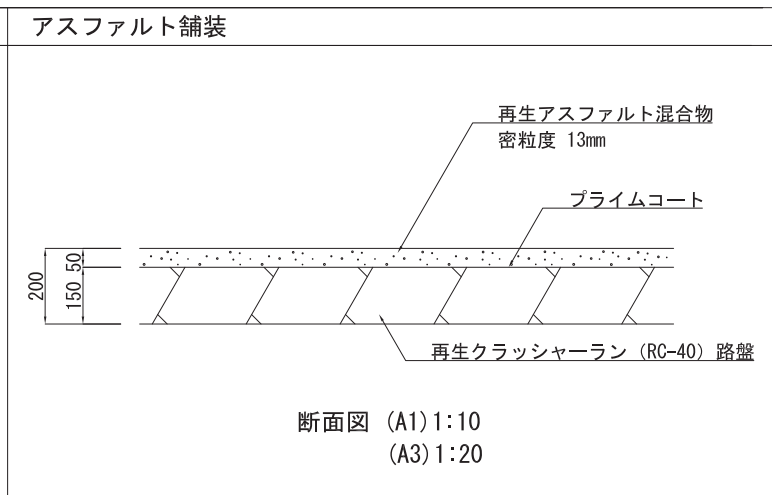 アスファルト舗装
再生アスファルト混合物
密粒度 13mm
プライムコート
200
50
150
再生クラッシャーラン (RC-40) 路盤
断面図 (A1)1:10
(A3)1:20